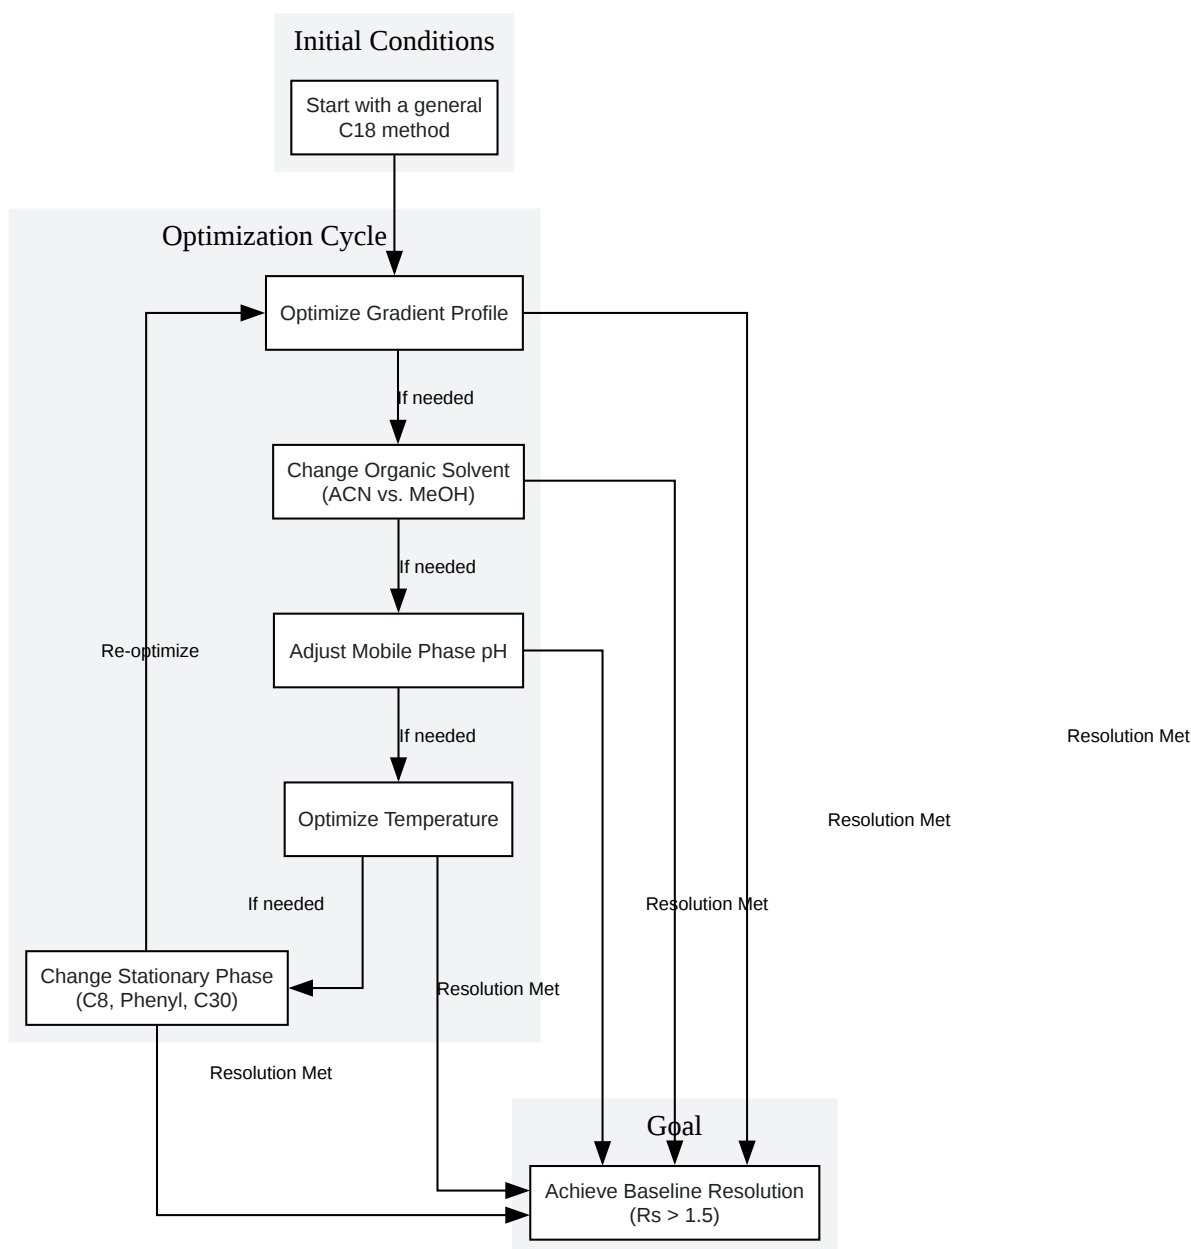 Initial Conditions
Start with a general
C18 method
Optimization Cycle
Optimize Gradient Profile
If needed
Change Organic Solvent
(ACN vs. MeOH)
If needed
Adjust Mobile Phase pH
Re-optimize
If needed
Resolution Met
Optimize Temperature
Resolution Met
If needed
Resolution Met
Change Stationary Phase
(C8, Phenyl, C30)
Resolution Met
Resolution Met
Goal
Achieve Baseline Resolution
(Rs > 1.5)